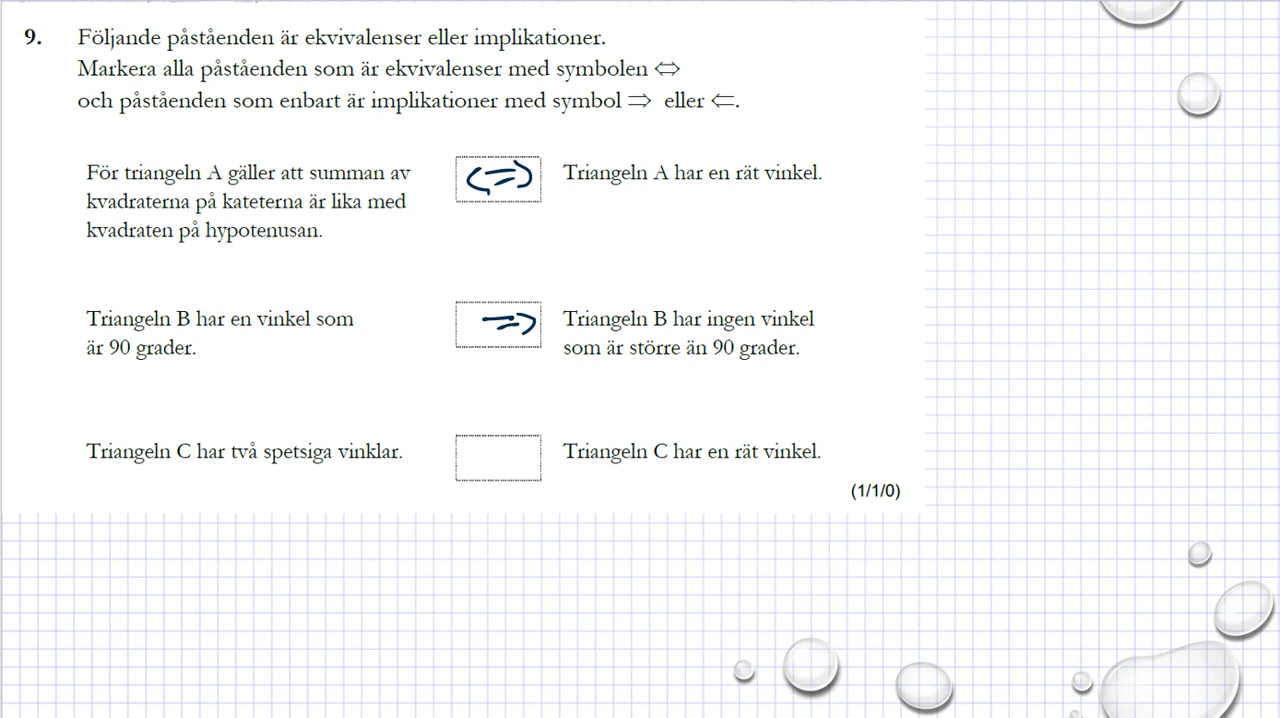 9. Följande påståenden är ekvivalenser eller implikationer.
Markera alla påståenden som är ekvivalenser med symbolen ⇔
och påståenden som enbart är implikationer med symbol ⇒ eller ⇐.
För triangeln A gäller att summan av
kvadraterna på kateterna är lika med
kvadraten på hypotenusan.
⇔
Triangeln A har en rät vinkel.
Triangeln B har en vinkel som
är 90 grader.
⇒
Triangeln B har ingen vinkel
som är större än 90 grader.
Triangeln C har två spetsiga vinklar.
Triangeln C har en rät vinkel.
(1/1/0)